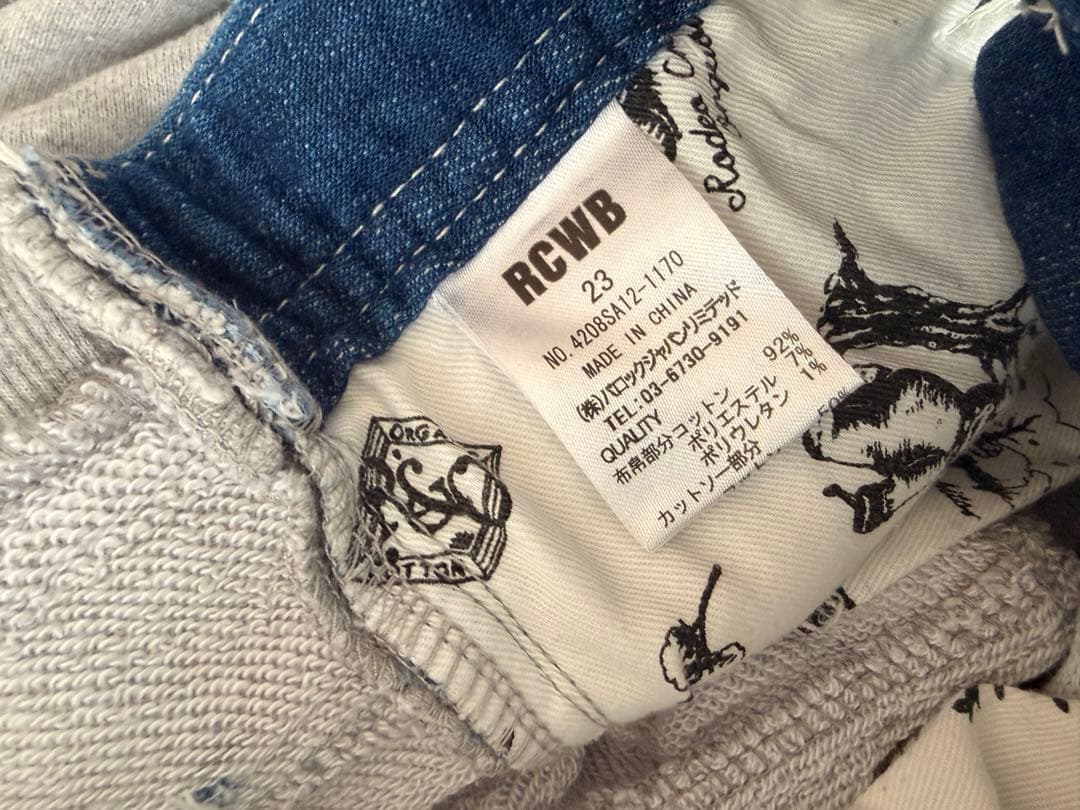 RCWB
23
NO.4208SA12-1170
MADE IN CHINA
(株)バロックジャパンリミテッド
TEL:03-6730-9191
QUALITY
布帛部分コットン 92%
ポリエステル 7%
ポリウレタン 1%
カットソー部分
Rodeo
ORGA